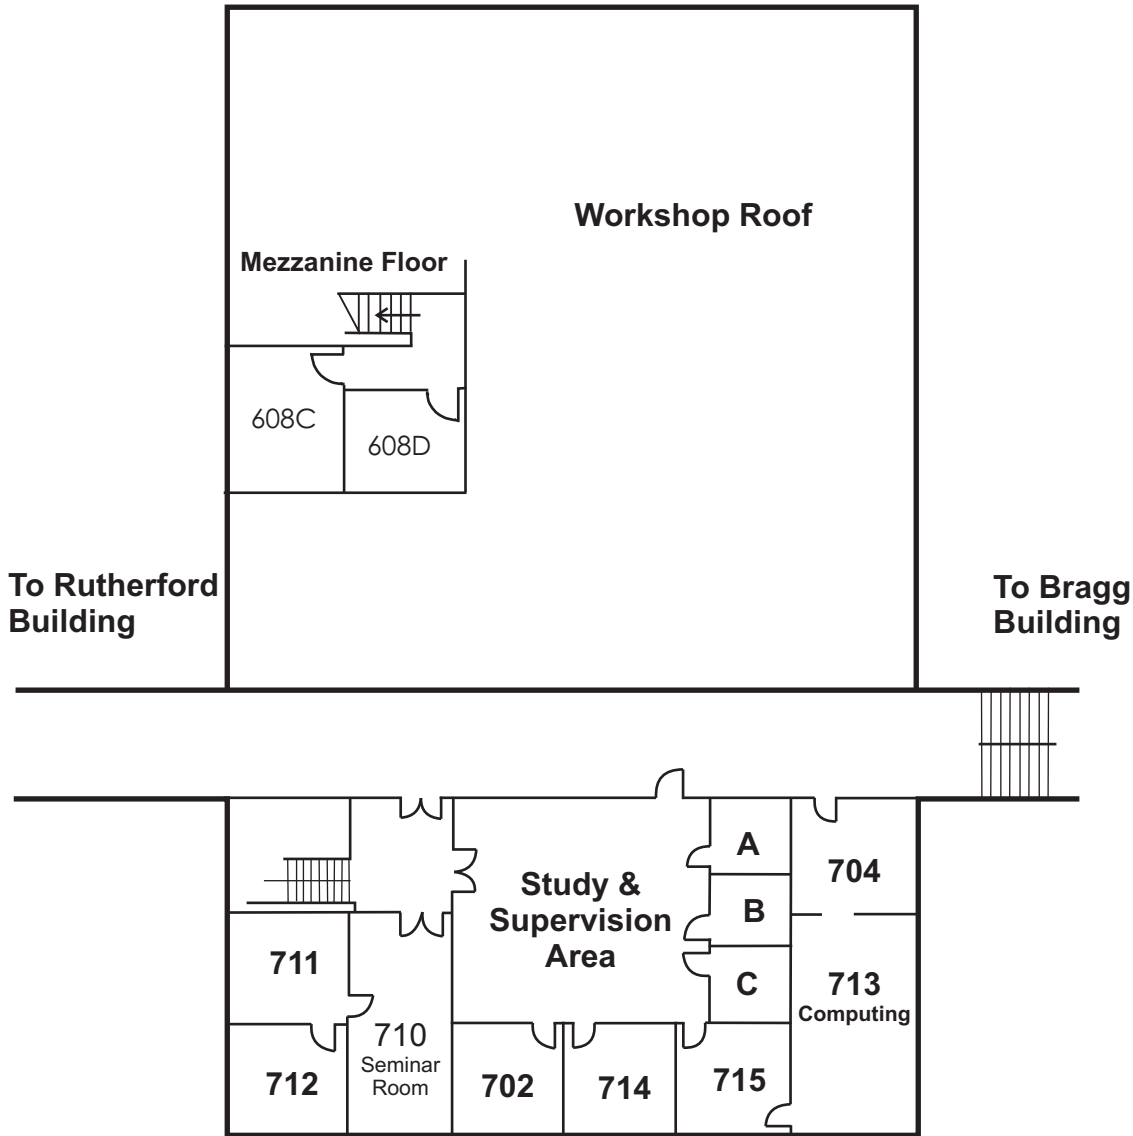 Workshop Roof
Mezzanine Floor
608C
608D
To Rutherford
Building
To Bragg
Building
A
704
Study &
Supervision
Area
B
711
C
713
Computing
710
Seminar
Room
712
702
714
715